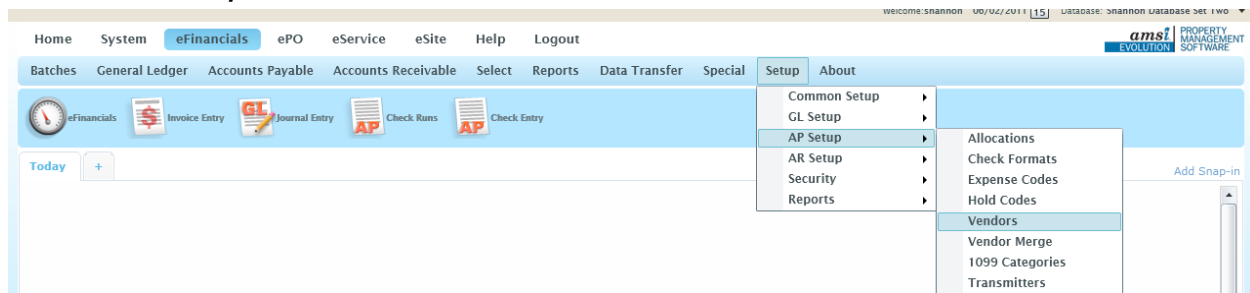 Welcome:shannon 06/02/2011 15 Database: Shannon Database Set Two
Home System eFinancials ePO eService eSite Help Logout
amsi EVOLUTION PROPERTY MANAGEMENT SOFTWARE
Batches General Ledger Accounts Payable Accounts Receivable Select Reports Data Transfer Special Setup About
eFinancials Invoice Entry GL Journal Entry AP Check Runs AP Check Entry
Common Setup
GL Setup
AP Setup
AR Setup
Security
Reports
Allocations
Check Formats
Expense Codes
Hold Codes
Vendors
Vendor Merge
1099 Categories
Transmitters
Today +
Add Snap-in